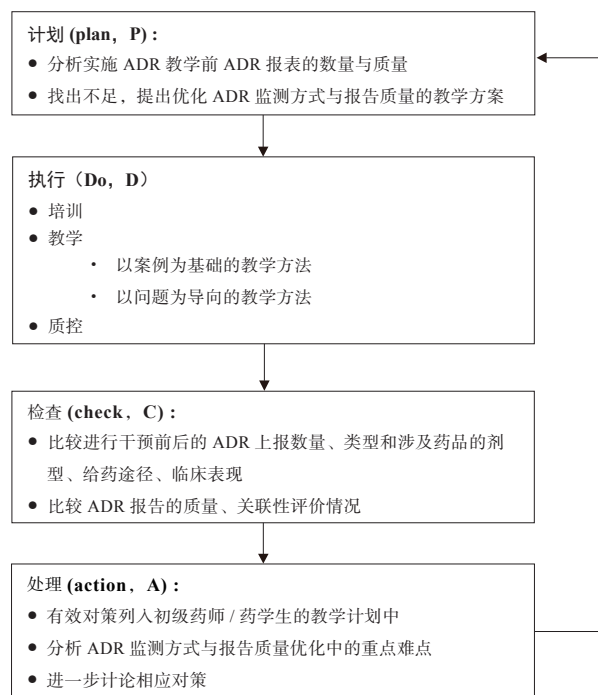 计划 (plan，P)：
● 分析实施 ADR 教学前 ADR 报表的数量与质量
● 找出不足，提出优化 ADR 监测方式与报告质量的教学方案
执行（Do，D）
● 培训
● 教学
· 以案例为基础的教学方法
· 以问题为导向的教学方法
● 质控
检查 (check，C)：
● 比较进行干预前后的 ADR 上报数量、类型和涉及药品的剂
型、给药途径、临床表现
● 比较 ADR 报告的质量、关联性评价情况
处理 (action，A)：
● 有效对策列入初级药师 / 药学生的教学计划中
● 分析 ADR 监测方式与报告质量优化中的重点难点
● 进一步计论相应对策